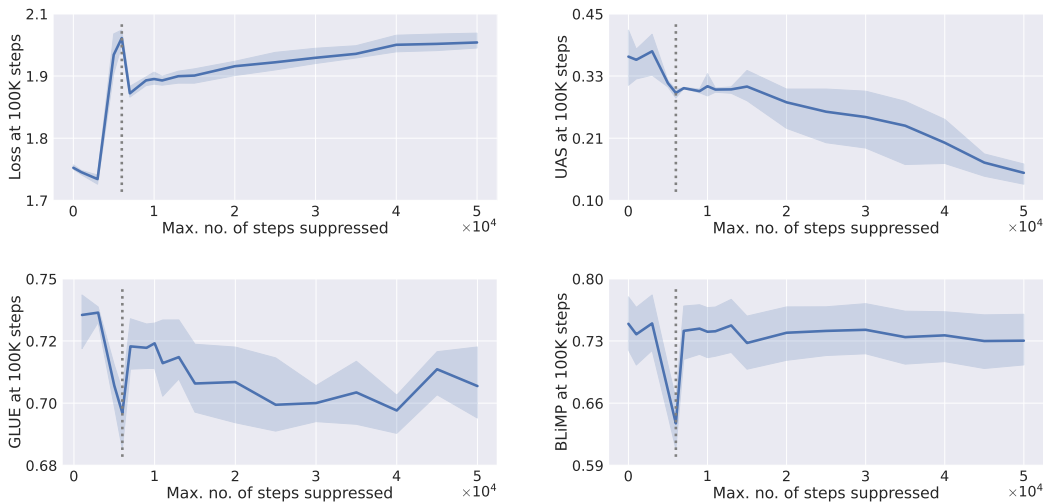 Loss at 100K steps
2.1
1.9
1.8
1.7
0 1 2 3 4 5
×10⁴
Max. no. of steps suppressed
UAS at 100K steps
0.45
0.33
0.21
0.10
0 1 2 3 4 5
×10⁴
Max. no. of steps suppressed
GLUE at 100K steps
0.75
0.72
0.70
0.68
0 1 2 3 4 5
×10⁴
Max. no. of steps suppressed
BLiMP at 100K steps
0.80
0.73
0.66
0.59
0 1 2 3 4 5
×10⁴
Max. no. of steps suppressed